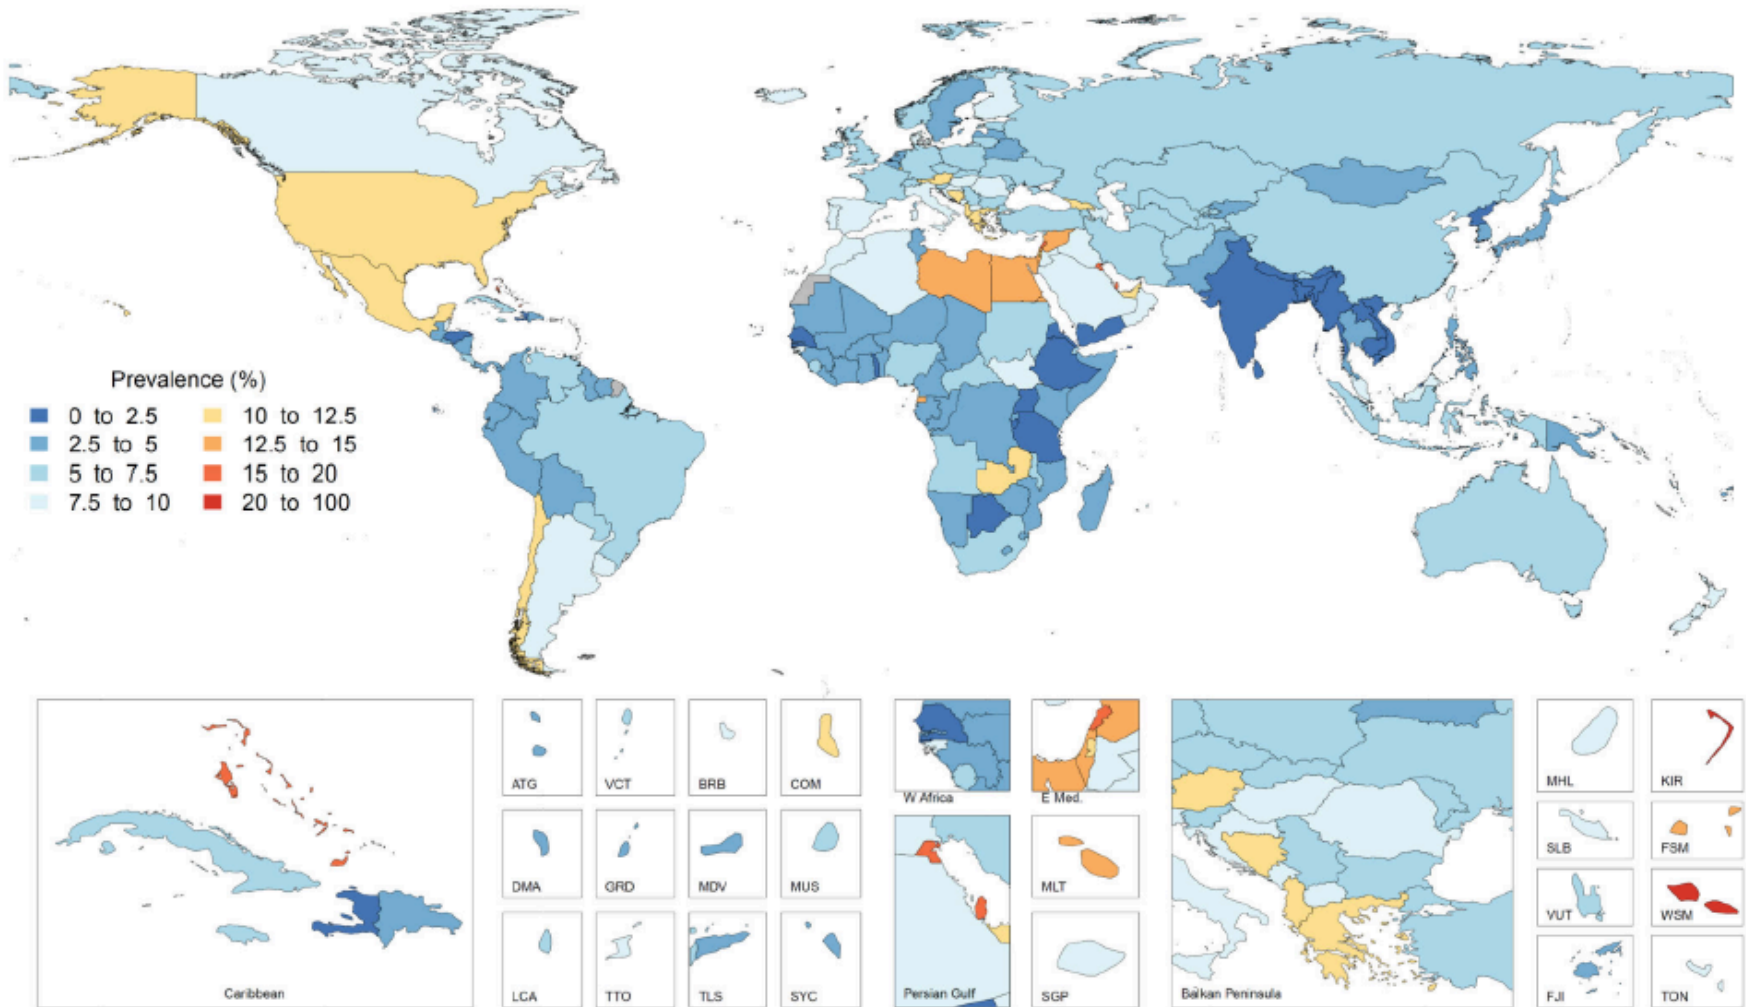 Prevalence (%)
0 to 2.5
10 to 12.5
2.5 to 5
12.5 to 15
5 to 7.5
15 to 20
7.5 to 10
20 to 100
Caribbean
ATG
VCT
BRB
COM
DMA
GRD
MDV
MUS
LCA
TTO
TLS
SYC
W Africa
E Med.
Persian Gulf
MLT
SGP
Balkan Peninsula
MHL
KIR
SLB
FSM
VUT
WSM
FJI
TON